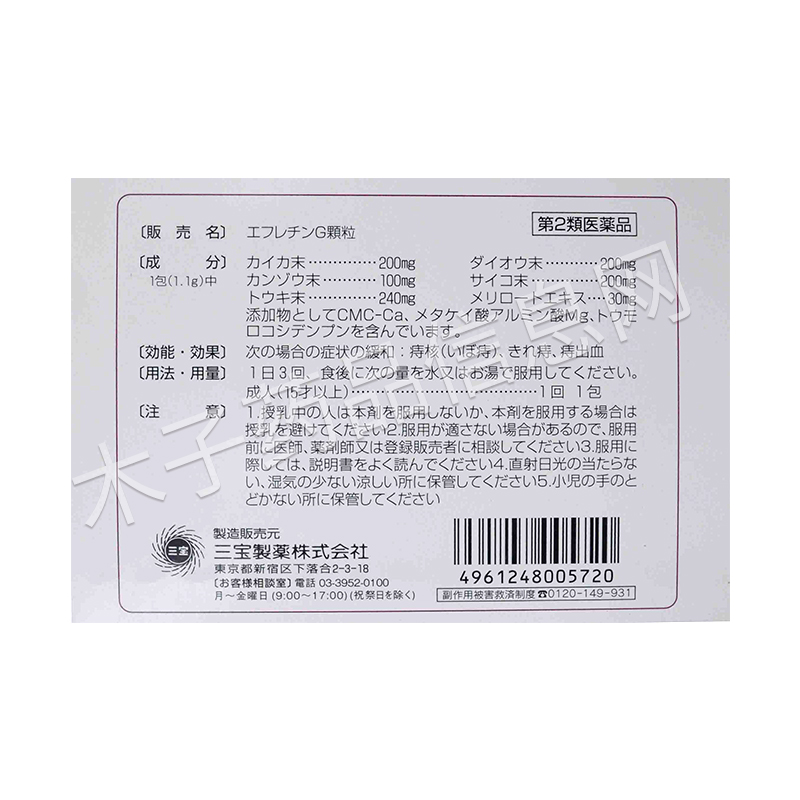 〔販売名〕 エフレチンG顆粒 第2類医薬品
〔成分〕 カイカ末…………200mg ダイオウ末…………200mg
1包(1.1g)中 カンゾウ末…………100mg サイコ末…………200mg
トウキ末…………240mg メリロートエキス…30mg
添加物としてCMC-Ca、メタケイ酸アルミン酸Mg、トウモ
ロコシデンプンを含んでいます。
〔効能・効果〕 次の場合の症状の緩和：痔核(いぼ痔)、きれ痔、痔出血
〔用法・用量〕 1日3回、食後に次の量を水又はお湯で服用してください。
成人(15才以上)…………………………1回 1包
〔注意〕 1.授乳中の人は本剤を服用しないか、本剤を服用する場合は
授乳を避けてください2.服用が適さない場合があるので、服用
前に医師、薬剤師又は登録販売者に相談してください3.服用に
際しては、説明書をよく読んでください4.直射日光の当たらな
い、湿気の少ない涼しい所に保管してください5.小児の手のと
どかない所に保管してください
三宝
製造販売元
三宝製薬株式会社
東京都新宿区下落合2-3-18
〔お客様相談室〕電話 03-3952-0100
月〜金曜日(9:00〜17:00)(祝祭日を除く)
4961248005720
副作用被害救済制度☎0120-149-931
木子药品信息网